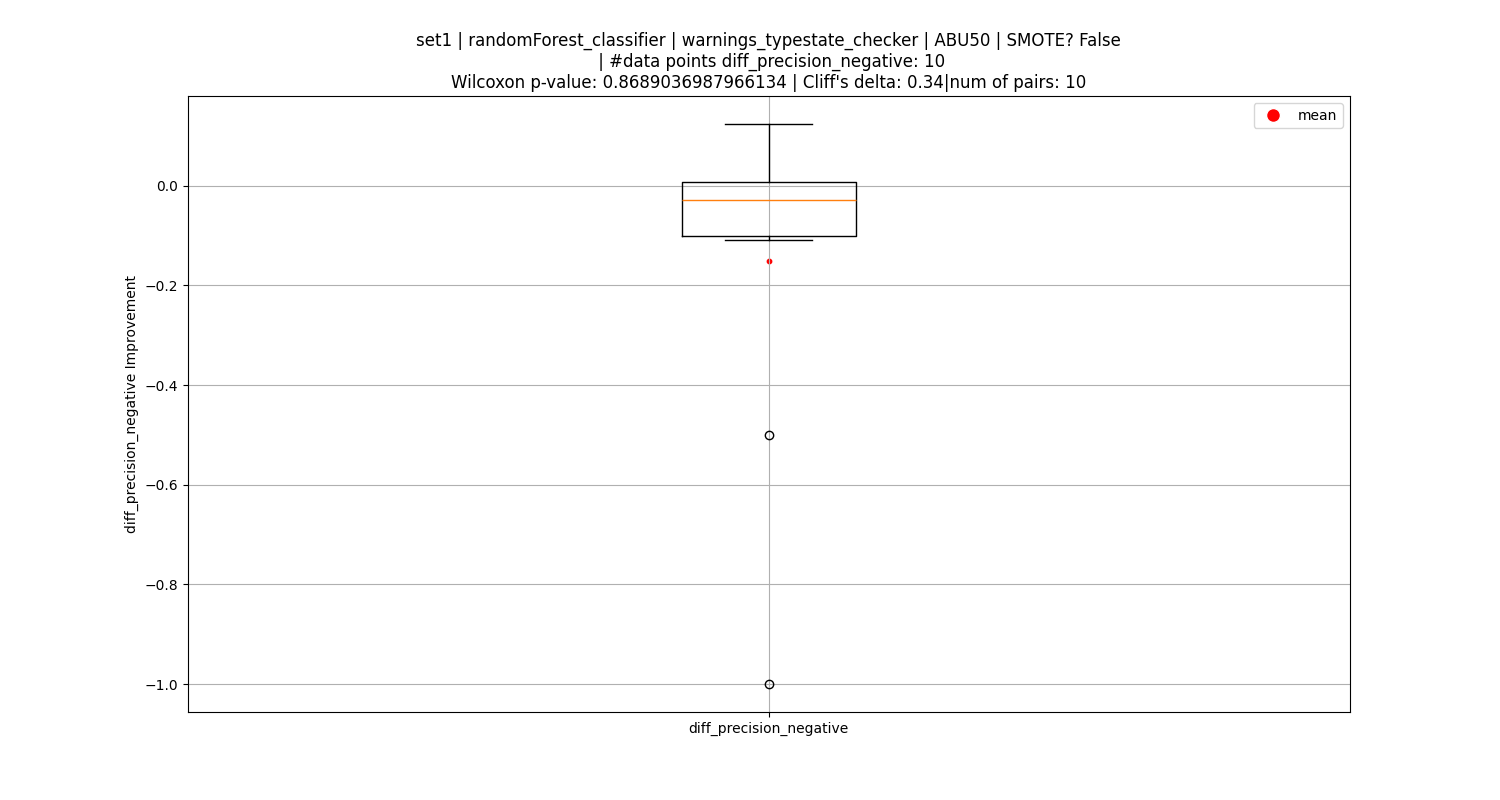 set1 | randomForest_classifier | warnings_typestate_checker | ABU50 | SMOTE? False
| #data points diff_precision_negative: 10
Wilcoxon p-value: 0.8689036987966134 | Cliff's delta: 0.34|num of pairs: 10
mean
0.0
−0.2
−0.4
−0.6
−0.8
−1.0
diff_precision_negative Improvement
diff_precision_negative